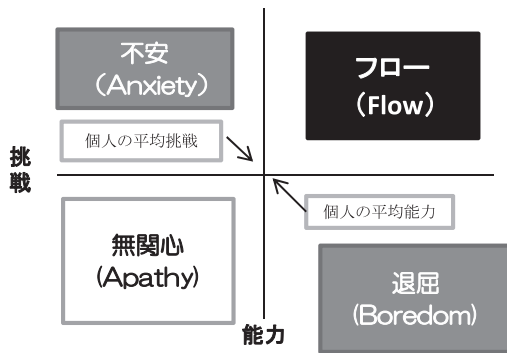 不安
（Anxiety）
フロー
（Flow）
個人の平均挑戦
挑
戦
個人の平均能力
無関心
(Apathy)
退屈
(Boredom)
能力